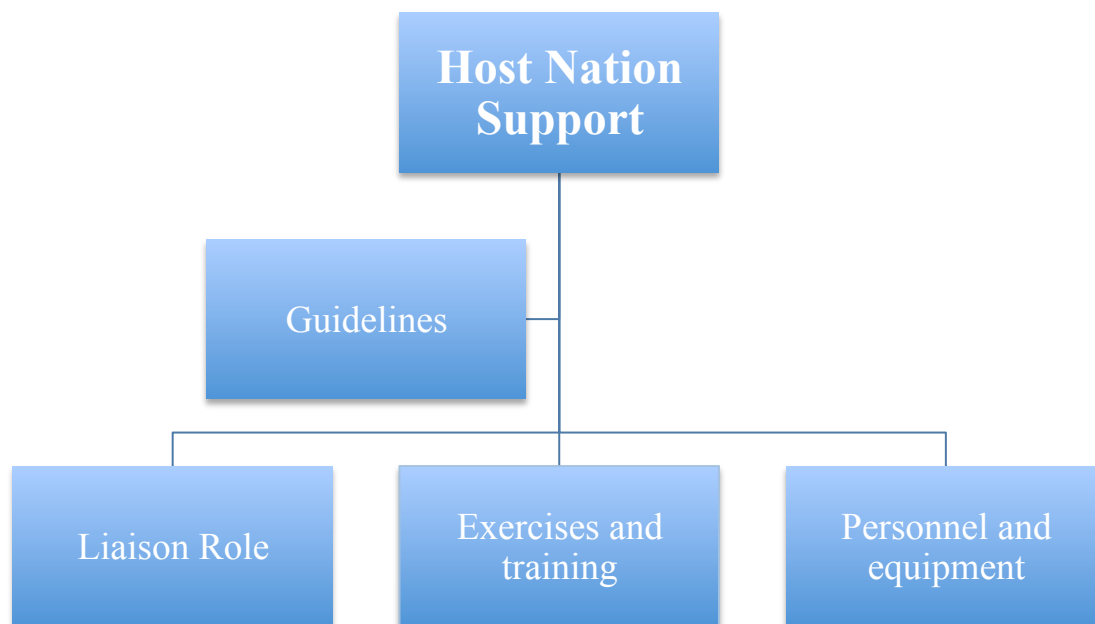 Host Nation
Support
Guidelines
Liaison Role
Exercises and
training
Personnel and
equipment